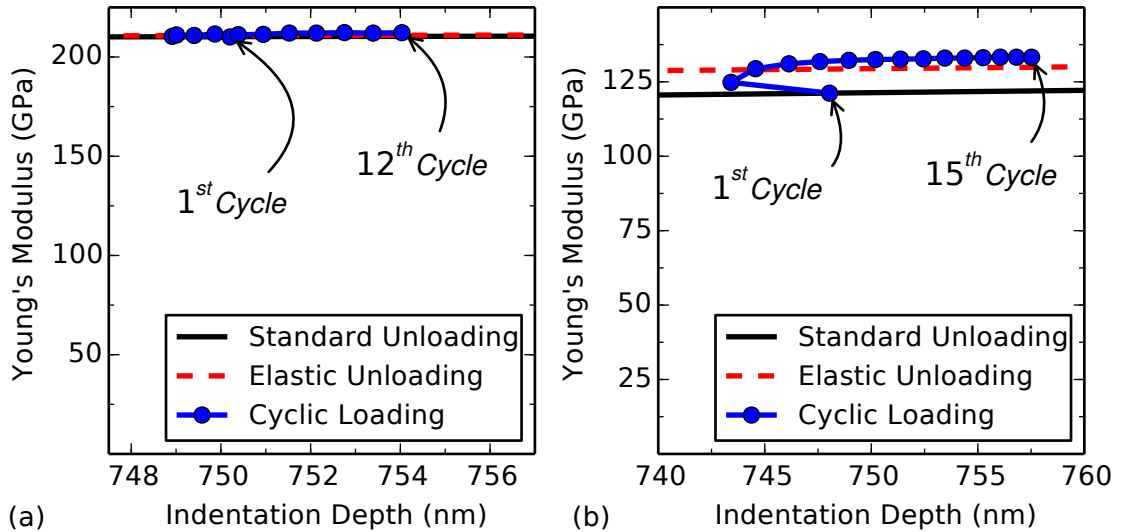 Young's Modulus (GPa)
200
150
100
50
1st Cycle
12th Cycle
Standard Unloading
Elastic Unloading
Cyclic Loading
748 750 752 754 756
(a) Indentation Depth (nm)
Young's Modulus (GPa)
125
100
75
50
25
1st Cycle
15th Cycle
Standard Unloading
Elastic Unloading
Cyclic Loading
740 745 750 755 760
(b) Indentation Depth (nm)